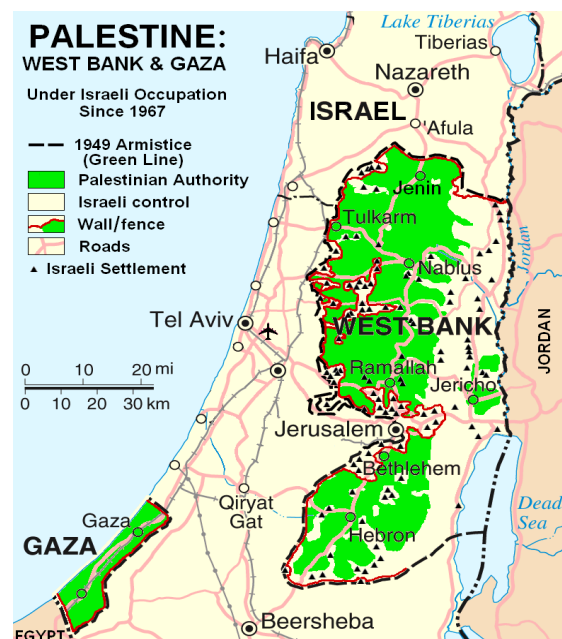 PALESTINE:
WEST BANK & GAZA
Under Israeli Occupation
Since 1967
1949 Armistice
(Green Line)
Palestinian Authority
Israeli control
Wall/fence
Roads
Israeli Settlement
20 mi
0
10
20 mi
0
10
20
30 km
Lake Tiberias
Tiberias
Haifa
Nazareth
ISRAEL
'Afula
Jenin
Tulkarm
Nablus
Jordan
Tel Aviv
WEST BANK
JORDAN
Ramallah
Jericho
Jerusalem
Bethlehem
Qiryat
Gat
Dead
Sea
Gaza
GAZA
Hebron
Beersheba
EGYPT